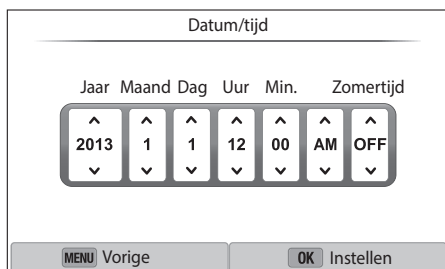 Datum/tijd
Jaar Maand Dag Uur Min. Zomertijd
2013 1 1 12 00 AM OFF
MENU Vorige OK Instellen